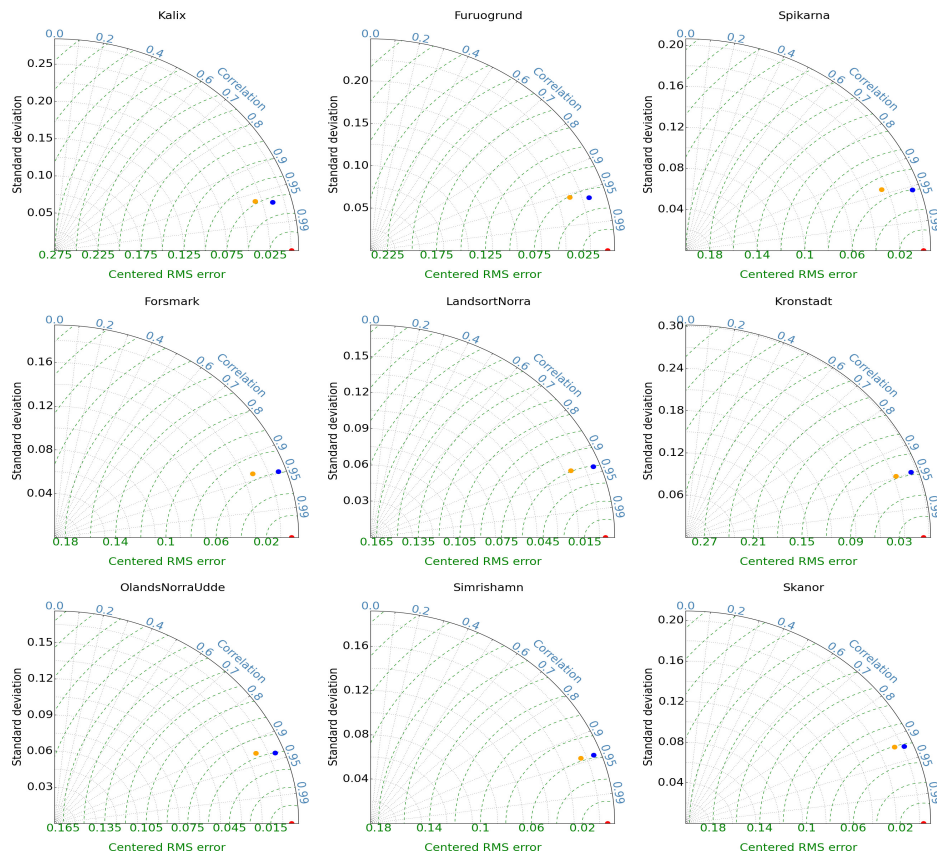 Kalix
Furuogrund
Spikarna
0.0 0.2 0.4 0.6 0.7 0.8 0.9 0.95 0.99
Correlation
Standard deviation
0.25
0.20
0.15
0.10
0.05
0.275 0.225 0.175 0.125 0.075 0.025
Centered RMS error
0.0 0.2 0.4 0.6 0.7 0.8 0.9 0.95 0.99
Correlation
Standard deviation
0.20
0.15
0.10
0.05
0.225 0.175 0.125 0.075 0.025
Centered RMS error
0.0 0.2 0.4 0.6 0.7 0.8 0.9 0.95 0.99
Correlation
Standard deviation
0.20
0.16
0.12
0.08
0.04
0.18 0.14 0.1 0.06 0.02
Centered RMS error
Forsmark
LandsortNorra
Kronstadt
0.0 0.2 0.4 0.6 0.7 0.8 0.9 0.95 0.99
Correlation
Standard deviation
0.16
0.12
0.08
0.04
0.18 0.14 0.1 0.06 0.02
Centered RMS error
0.0 0.2 0.4 0.6 0.7 0.8 0.9 0.95 0.99
Correlation
Standard deviation
0.15
0.12
0.09
0.06
0.03
0.165 0.135 0.105 0.075 0.045 0.015
Centered RMS error
0.0 0.2 0.4 0.6 0.7 0.8 0.9 0.95 0.99
Correlation
Standard deviation
0.30
0.24
0.18
0.12
0.06
0.27 0.21 0.15 0.09 0.03
Centered RMS error
OlandsNorraUdde
Simrishamn
Skanor
0.0 0.2 0.4 0.6 0.7 0.8 0.9 0.95 0.99
Correlation
Standard deviation
0.15
0.12
0.09
0.06
0.03
0.165 0.135 0.105 0.075 0.045 0.015
Centered RMS error
0.0 0.2 0.4 0.6 0.7 0.8 0.9 0.95 0.99
Correlation
Standard deviation
0.16
0.12
0.08
0.04
0.18 0.14 0.1 0.06 0.02
Centered RMS error
0.0 0.2 0.4 0.6 0.7 0.8 0.9 0.95 0.99
Correlation
Standard deviation
0.20
0.16
0.12
0.08
0.04
0.18 0.14 0.1 0.06 0.02
Centered RMS error